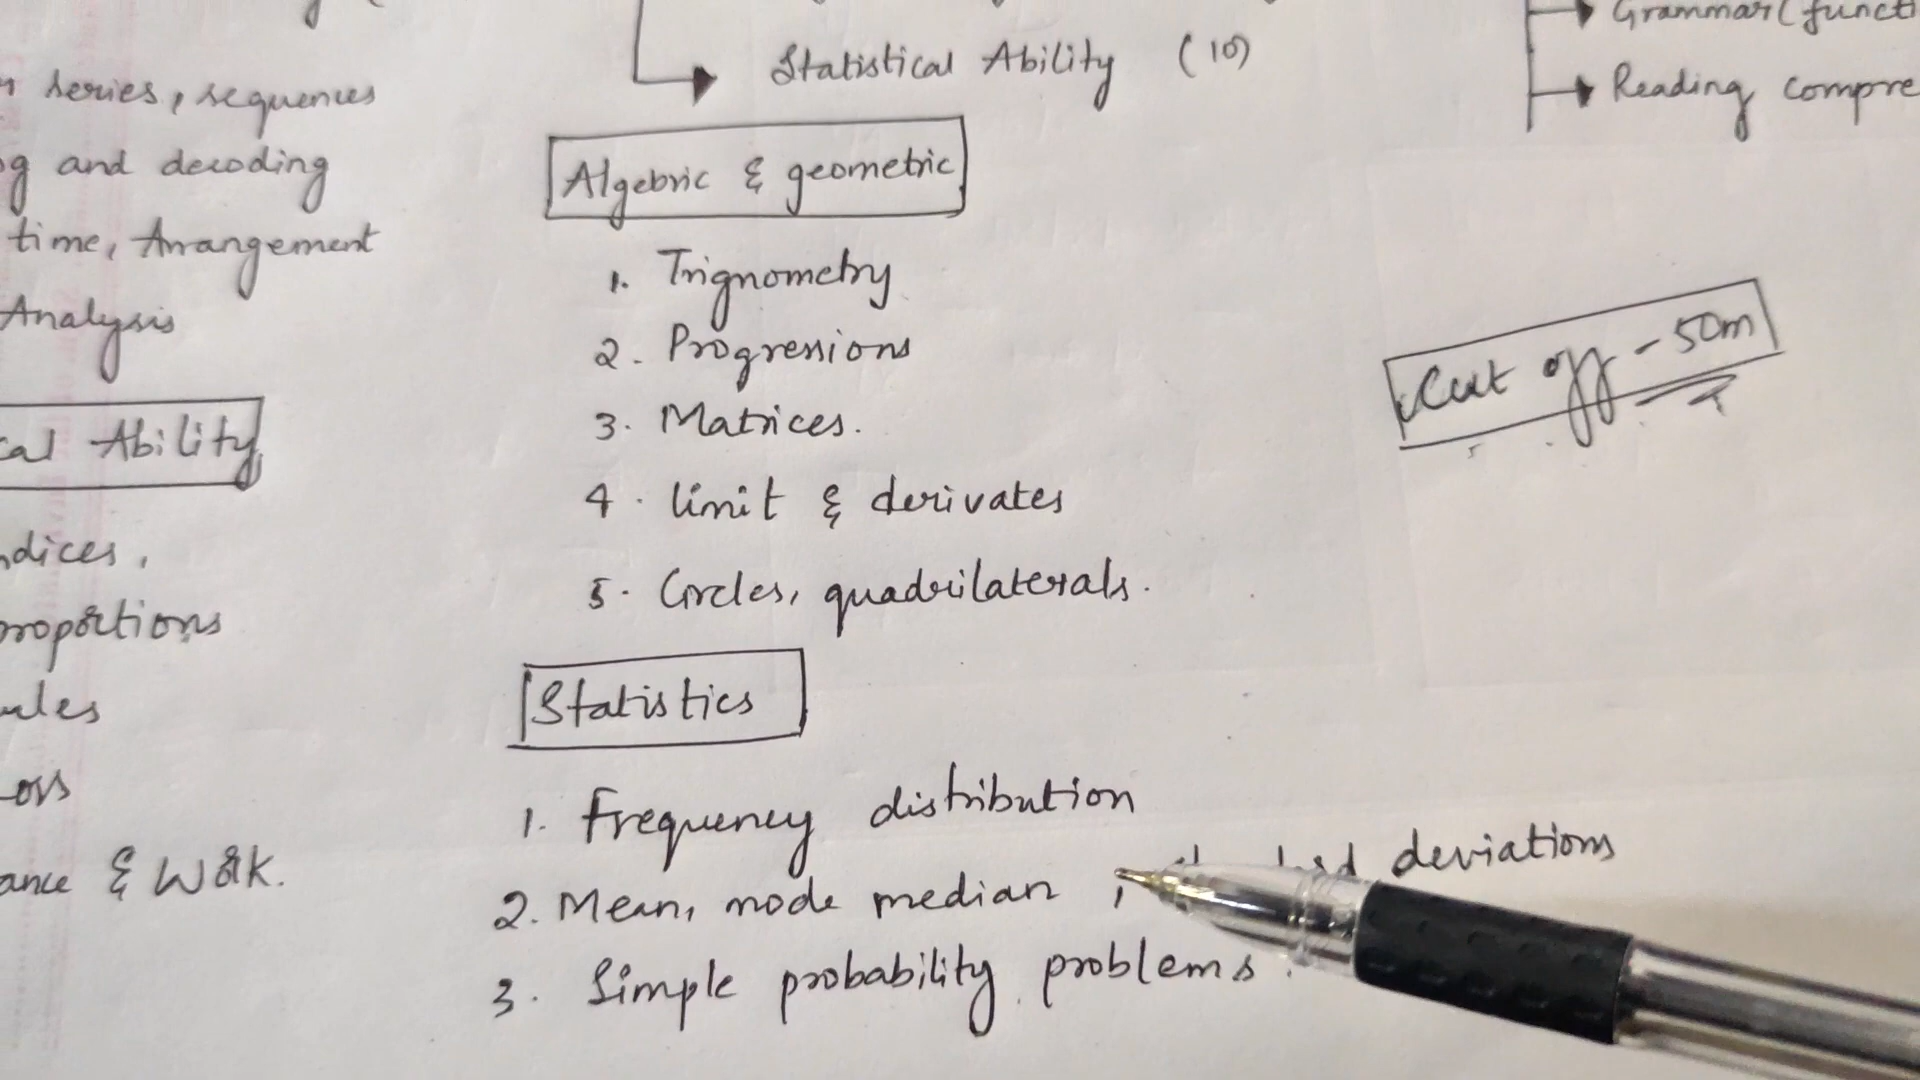 Statistical Ability (10)
Grammar (functi
Reading compre
series, sequences
and decoding
time, Arrangement
Analysis
cal Ability
dices,
proportions
ules
ors
ance & Work.
Algebric & geometric
1. Trignometry
2. Progressions
3. Matrices.
4. limit & derivates
5. Circles, quadrilaterals.
Cut off - 50m
Statistics
1. Frequency distribution
2. Mean, mode median , deviations
3. Simple probability problems.